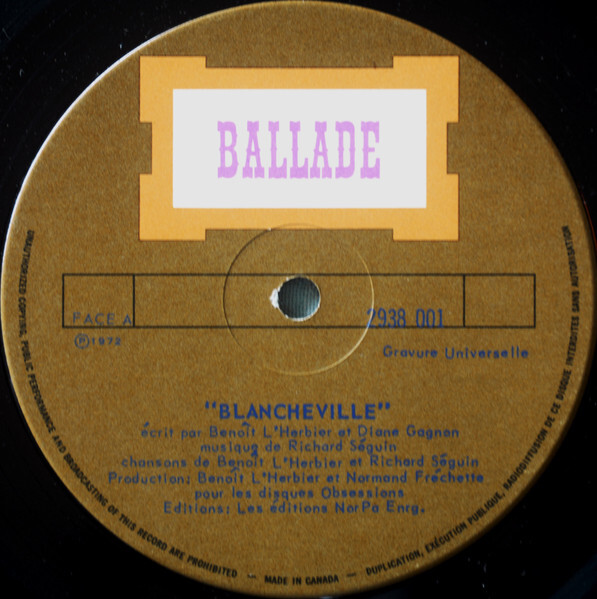 BALLADE
FACE A
2938 001
Ⓟ1972
Gravure Universelle
"BLANCHEVILLE"
écrit par Benoît L'Herbier et Diane Gagnon
musique de Richard Séguin
chansons de Benoît L'Herbier et Richard Séguin
Production: Benoît L'Herbier et Normand Fréchette
pour les disques Obsessions
Editions: Les éditions NorPa Enrg.
UNAUTHORIZED COPYING, PUBLIC PERFORMANCE AND BROADCASTING OF THIS RECORD ARE PROHIBITED — MADE IN CANADA — DUPLICATION, EXÉCUTION PUBLIQUE, RADIODIFFUSION DE CE DISQUE INTERDITES SANS AUTORISATION